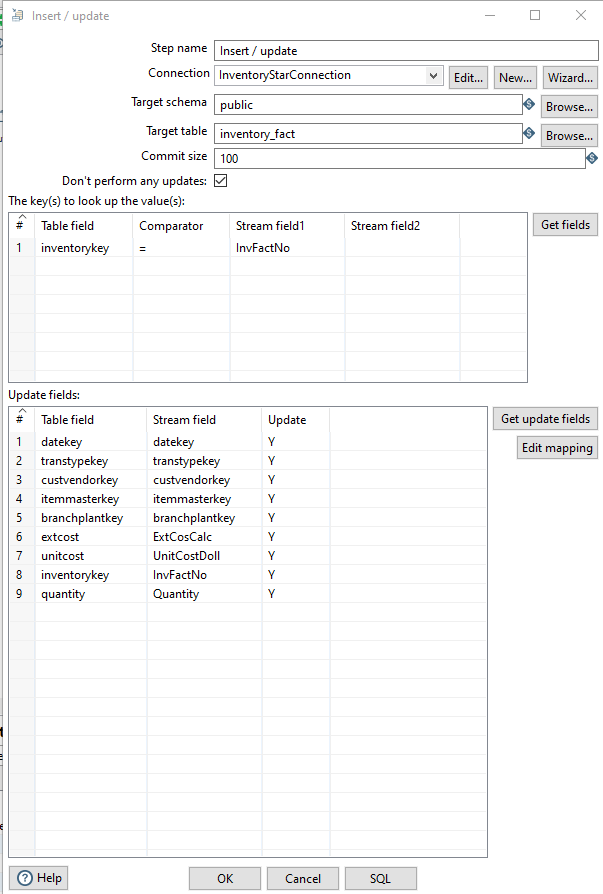 Insert / update
Step name Insert / update
Connection InventoryStarConnection Edit... New... Wizard...
Target schema public Browse...
Target table inventory_fact Browse...
Commit size 100
Don't perform any updates:
The key(s) to look up the value(s):
# Table field Comparator Stream field1 Stream field2 Get fields
1 inventorykey = InvFactNo
Update fields:
# Table field Stream field Update Get update fields
1 datekey datekey Y Edit mapping
2 transtypekey transtypekey Y
3 custvendorkey custvendorkey Y
4 itemmasterkey itemmasterkey Y
5 branchplantkey branchplantkey Y
6 extcost ExtCosCalc Y
7 unitcost UnitCostDoll Y
8 inventorykey InvFactNo Y
9 quantity Quantity Y
? Help OK Cancel SQL